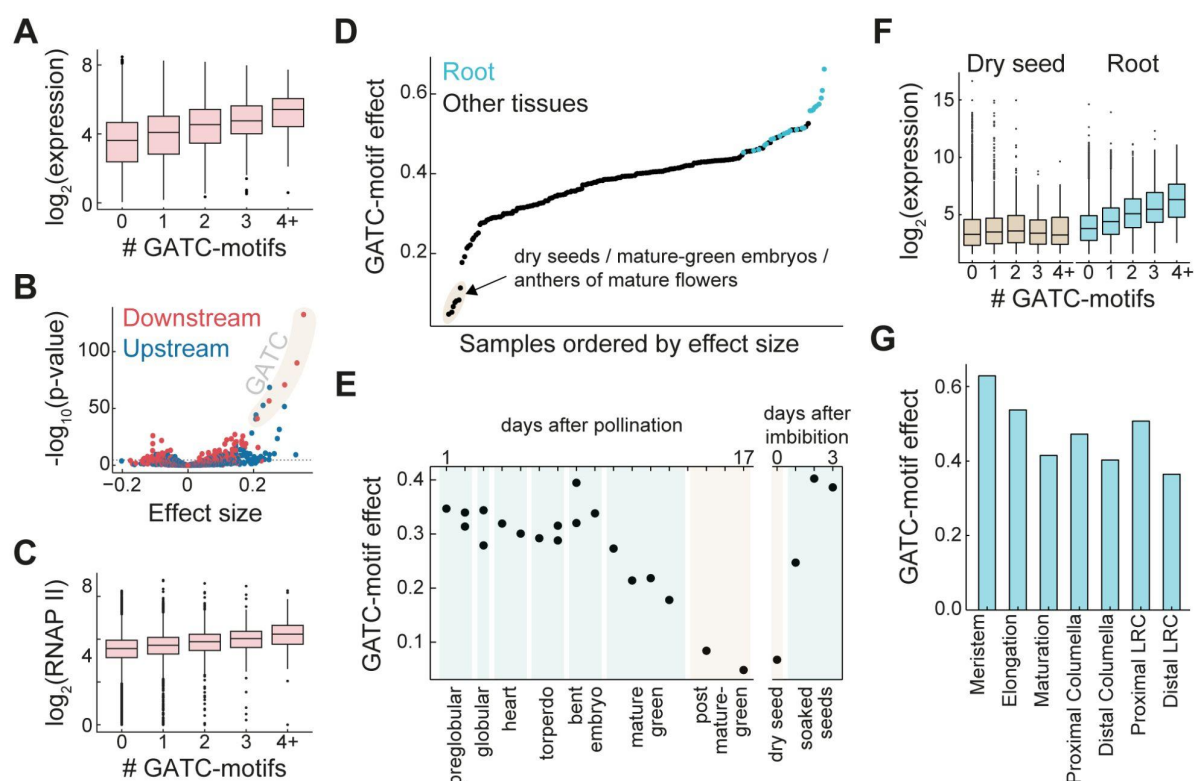 A
log2(expression)
8
4
0
0 1 2 3 4+
# GATC-motifs
B
Downstream
Upstream
GATC
-log10(p-value)
100
50
0
−0.2 0 0.2
Effect size
C
log2(RNAP II)
8
4
0
0 1 2 3 4+
# GATC-motifs
D
Root
Other tissues
GATC-motif effect
0.6
0.4
0.2
dry seeds / mature-green embryos /
anthers of mature flowers
Samples ordered by effect size
E
days after pollination
days after
imbibition
1 17 0 3
GATC-motif effect
0.4
0.3
0.2
0.1
preglobular
globular
heart
torperdo
bent
embryo
mature
green
post
mature-
green
dry seed
soaked
seeds
F
Dry seed Root
log2(expression)
15
10
5
0 1 2 3 4+ 0 1 2 3 4+
# GATC-motifs
G
GATC-motif effect
0.6
0.4
0.2
0.0
Meristem
Elongation
Maturation
Proximal Columella
Distal Columella
Proximal LRC
Distal LRC